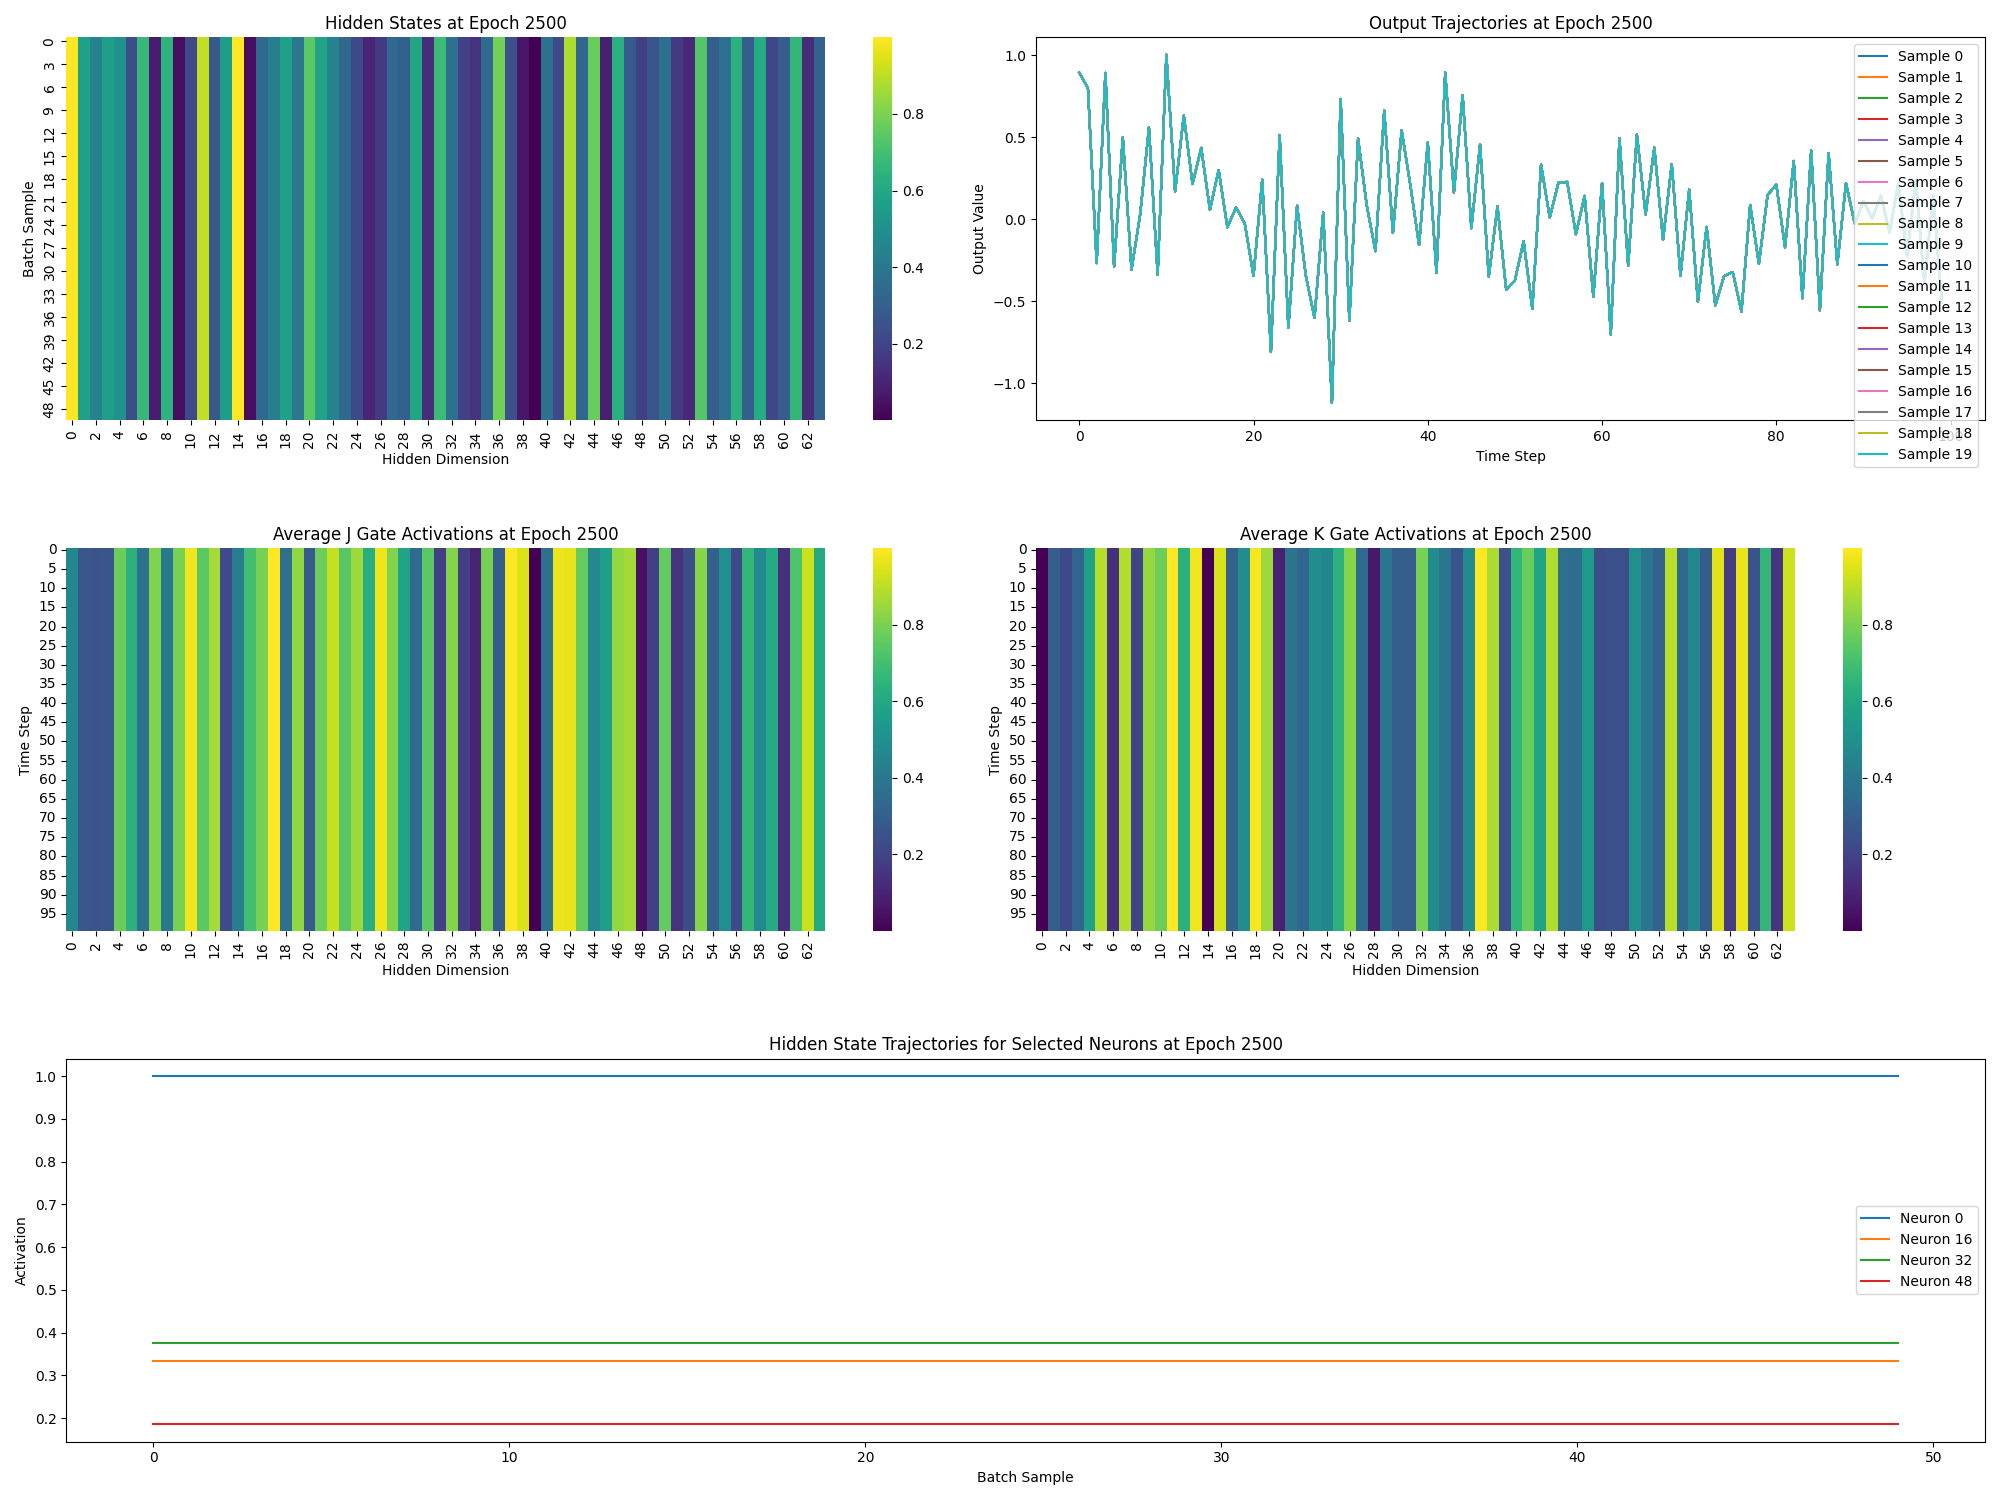 Hidden States at Epoch 2500
Batch Sample
0 3 6 9 12 15 18 21 24 27 30 33 36 39 42 45 48
0 2 4 6 8 10 12 14 16 18 20 22 24 26 28 30 32 34 36 38 40 42 44 46 48 50 52 54 56 58 60 62
Hidden Dimension
0.8
0.6
0.4
0.2
Output Trajectories at Epoch 2500
Output Value
1.0
0.5
0.0
−0.5
−1.0
0 20 40 60 80 100
Time Step
Sample 0
Sample 1
Sample 2
Sample 3
Sample 4
Sample 5
Sample 6
Sample 7
Sample 8
Sample 9
Sample 10
Sample 11
Sample 12
Sample 13
Sample 14
Sample 15
Sample 16
Sample 17
Sample 18
Sample 19
Average J Gate Activations at Epoch 2500
Time Step
0
5
10
15
20
25
30
35
40
45
50
55
60
65
70
75
80
85
90
95
0 2 4 6 8 10 12 14 16 18 20 22 24 26 28 30 32 34 36 38 40 42 44 46 48 50 52 54 56 58 60 62
Hidden Dimension
0.8
0.6
0.4
0.2
Average K Gate Activations at Epoch 2500
Time Step
0
5
10
15
20
25
30
35
40
45
50
55
60
65
70
75
80
85
90
95
0 2 4 6 8 10 12 14 16 18 20 22 24 26 28 30 32 34 36 38 40 42 44 46 48 50 52 54 56 58 60 62
Hidden Dimension
0.8
0.6
0.4
0.2
Hidden State Trajectories for Selected Neurons at Epoch 2500
Activation
1.0
0.9
0.8
0.7
0.6
0.5
0.4
0.3
0.2
0 10 20 30 40 50
Batch Sample
Neuron 0
Neuron 16
Neuron 32
Neuron 48